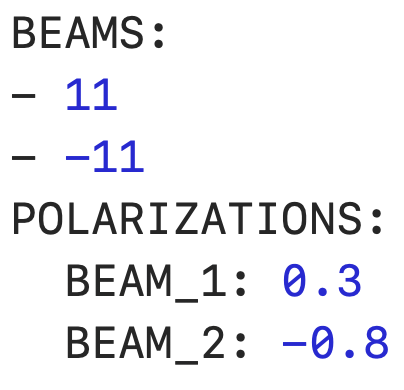 BEAMS:
- 11
- -11
POLARIZATIONS:
  BEAM_1: 0.3
  BEAM_2: -0.8